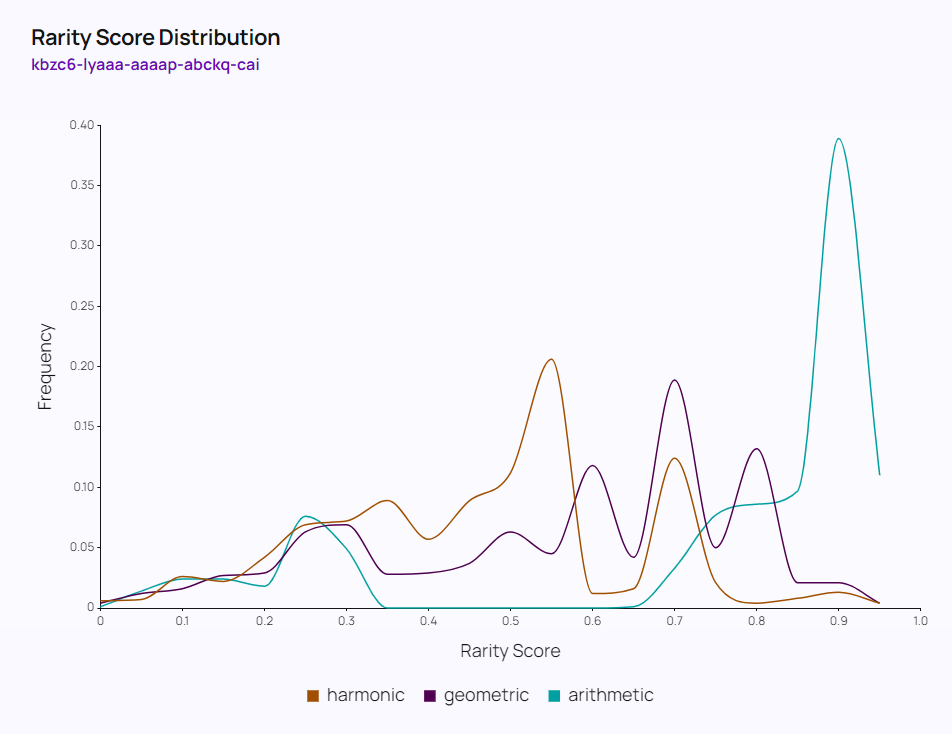 Rarity Score Distribution
kbzc6-lyaaa-aaaap-abckq-cai
0.40
0.35
0.30
0.25
0.20
0.15
0.10
0.05
0
Frequency
0 0.1 0.2 0.3 0.4 0.5 0.6 0.7 0.8 0.9 1.0
Rarity Score
harmonic geometric arithmetic